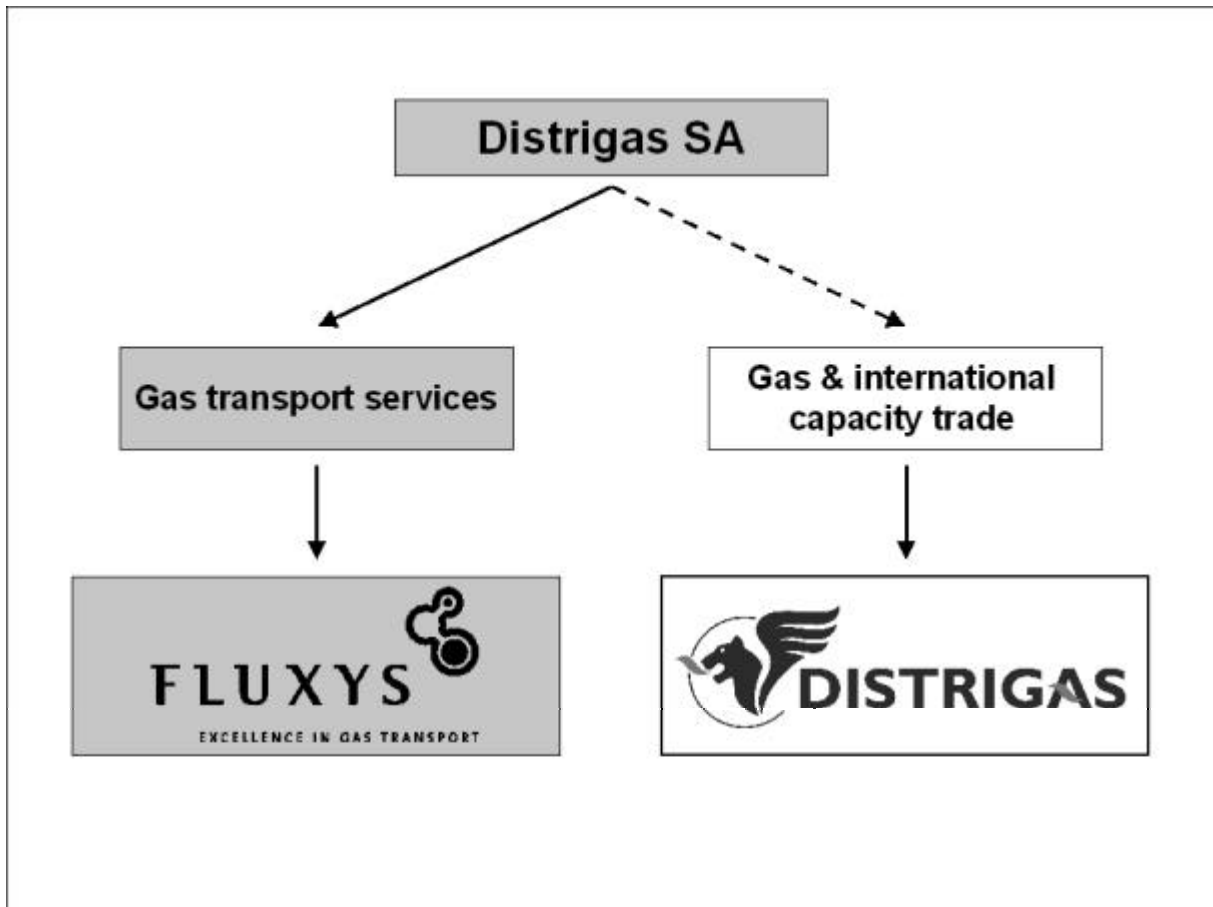 Distrigas SA
Gas transport services
Gas & international
capacity trade
FLUXYS
EXCELLENCE IN GAS TRANSPORT
DISTRIGAS